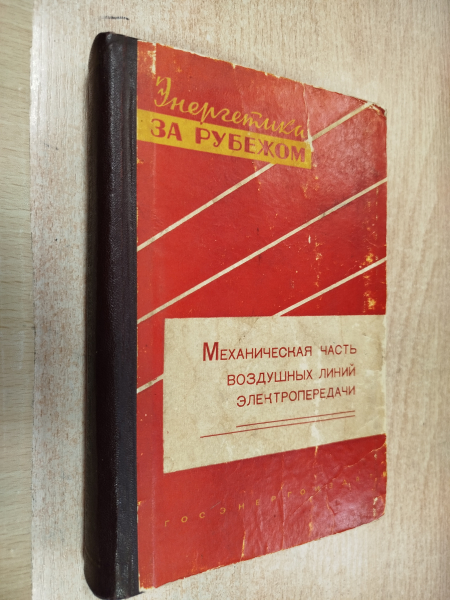 Энергетика
ЗА РУБЕЖОМ
МЕХАНИЧЕСКАЯ ЧАСТЬ
ВОЗДУШНЫХ ЛИНИЙ
ЭЛЕКТРОПЕРЕДАЧИ